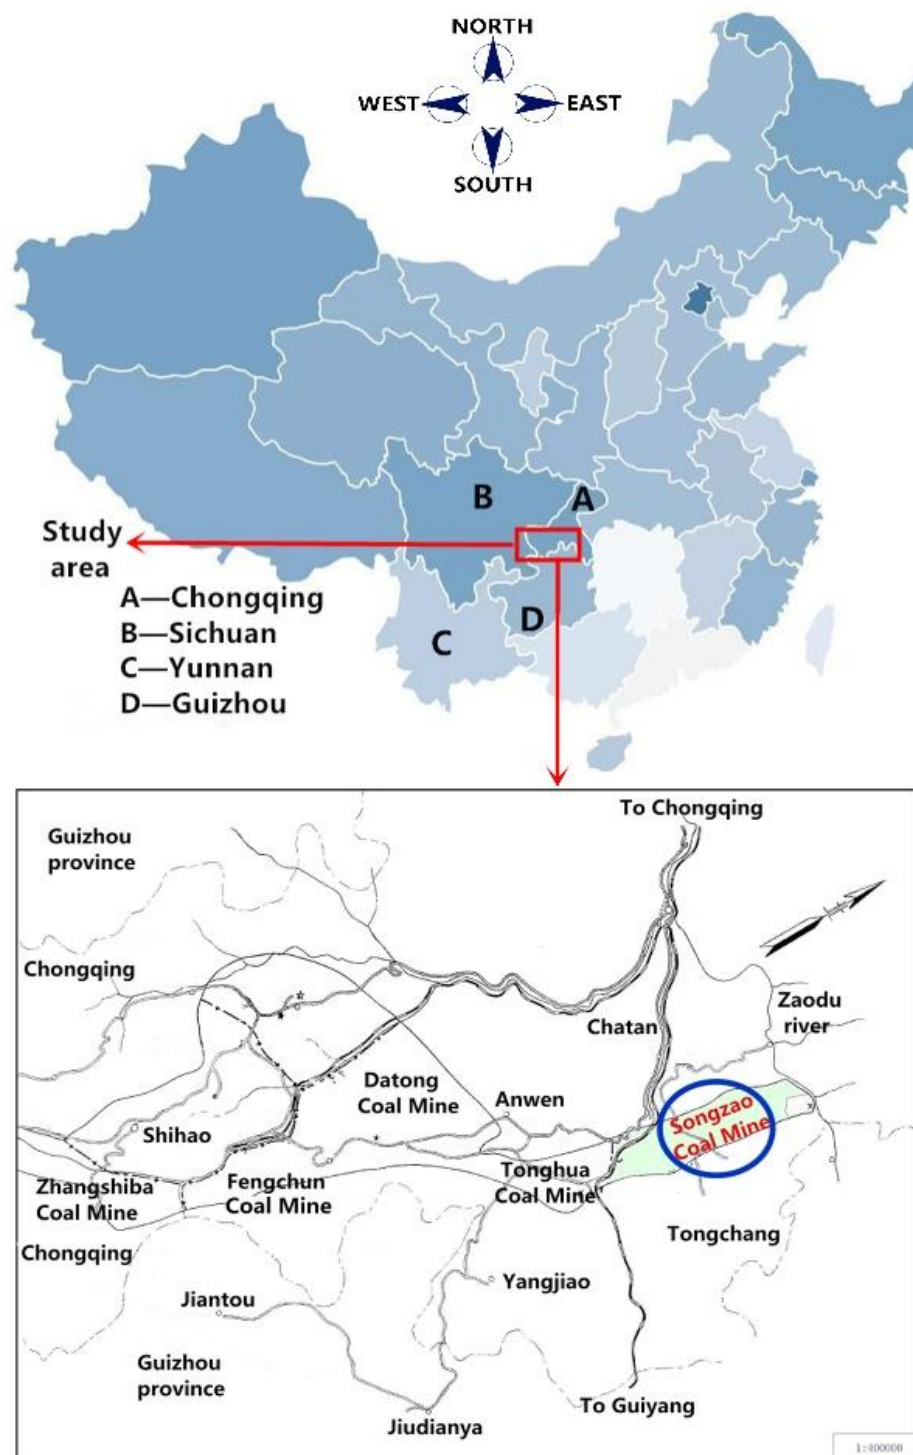 NORTH
WEST
EAST
SOUTH
B
A
Study
area
A—Chongqing
B—Sichuan
C—Yunnan
D—Guizhou
D
C
To Chongqing
Guizhou
province
Chongqing
Zaodu
river
Chatan
Datong
Coal Mine
Anwen
Songzao
Coal Mine
Shihao
Zhangshiba
Coal Mine
Fengchun
Coal Mine
Tonghua
Coal Mine
Chongqing
Tongchang
Yangjiao
Jiantou
Guizhou
province
To Guiyang
Jiudianya
1:400000